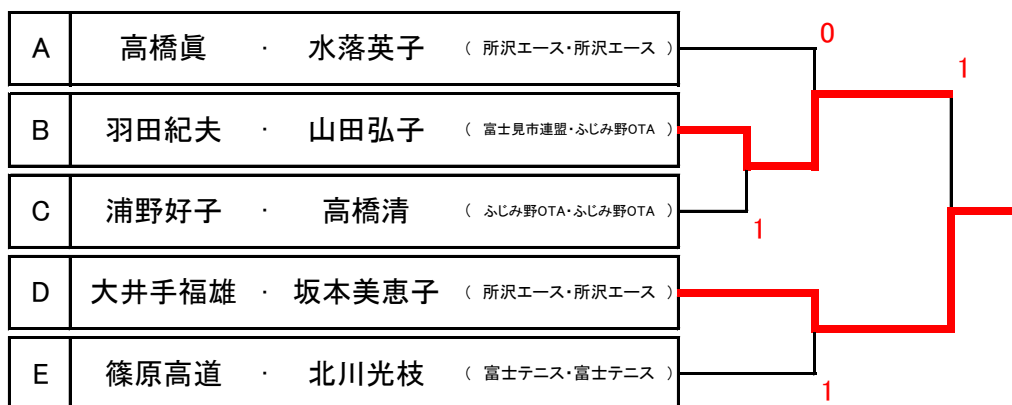 A 高橋眞 ・ 水落英子 ( 所沢エース・所沢エース )
0
1
B 羽田紀夫 ・ 山田弘子 ( 富士見市連盟・ふじみ野OTA )
C 浦野好子 ・ 高橋清 ( ふじみ野OTA・ふじみ野OTA )
1
D 大井手福雄 ・ 坂本美恵子 ( 所沢エース・所沢エース )
E 篠原高道 ・ 北川光枝 ( 富士テニス・富士テニス )
1